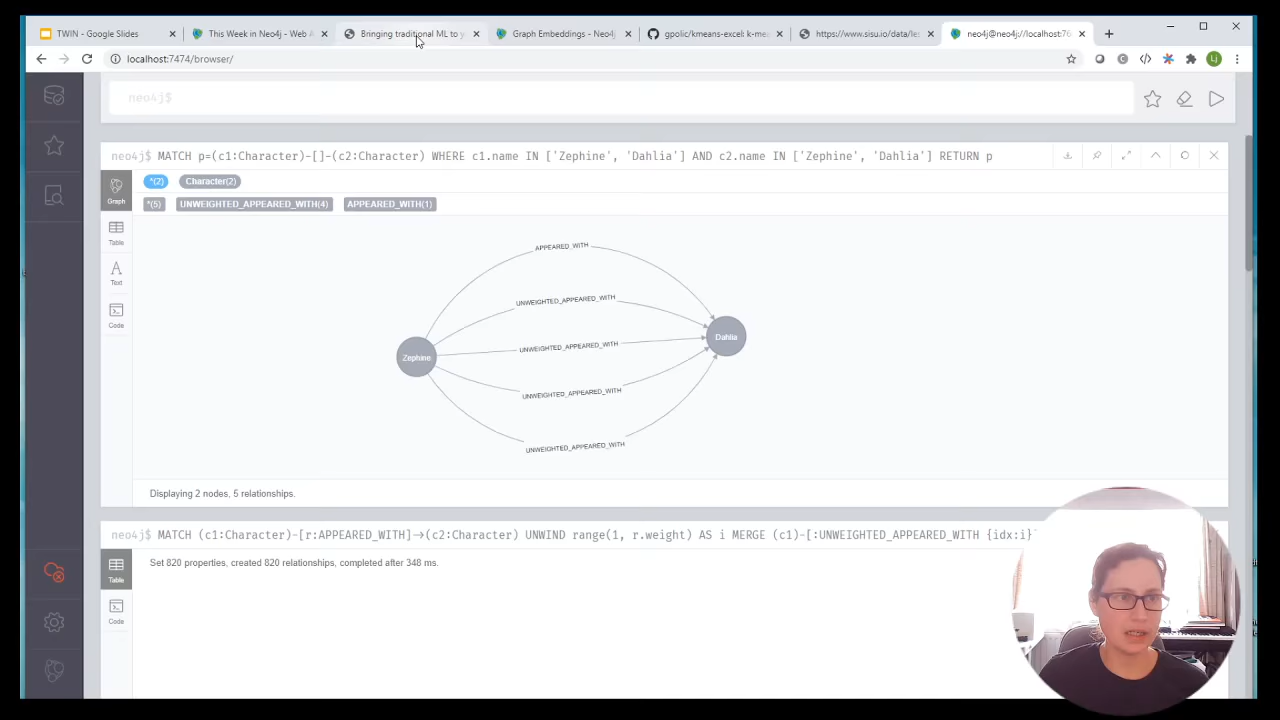 TWIN - Google Slides
This Week in Neo4j - Web A
Bringing traditional ML to y
Graph Embeddings - Neo4j
gpolic/kmeans-excel k-mea
https://www.sisu.io/data/les
neo4j@neo4j://localhost:76
localhost:7474/browser/
Lj
neo4j$
neo4j$ MATCH p=(c1:Character)-[]-(c2:Character) WHERE c1.name IN ['Zephine', 'Dahlia'] AND c2.name IN ['Zephine', 'Dahlia'] RETURN p
Graph
*(2)
Character(2)
*(5)
UNWEIGHTED_APPEARED_WITH(4)
APPEARED_WITH(1)
Table
Text
Code
APPEARED_WITH
UNWEIGHTED_APPEARED_WITH
UNWEIGHTED_APPEARED_WITH
UNWEIGHTED_APPEARED_WITH
UNWEIGHTED_APPEARED_WITH
Zephine
Dahlia
Displaying 2 nodes, 5 relationships.
neo4j$ MATCH (c1:Character)-[r:APPEARED_WITH]→(c2:Character) UNWIND range(1, r.weight) AS i MERGE (c1)-[:UNWEIGHTED_APPEARED_WITH {idx:i}]
Table
Code
Set 820 properties, created 820 relationships, completed after 348 ms.